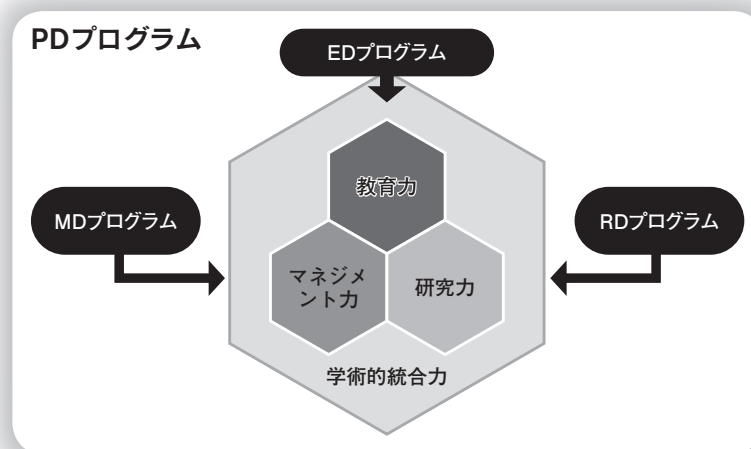 PDプログラム
EDプログラム
教育力
MDプログラム
RDプログラム
マネジメ
ント力
研究力
学術的統合力